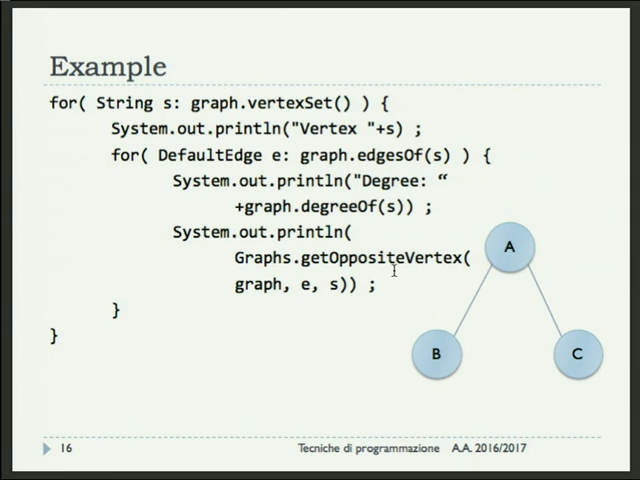 Example
for( String s: graph.vertexSet() ) {
System.out.println("Vertex "+s) ;
for( DefaultEdge e: graph.edgesOf(s) ) {
System.out.println("Degree: “
+graph.degreeOf(s)) ;
System.out.println(
Graphs.getOppositeVertex(
graph, e, s)) ;
}
}
A
B
C
16
Tecniche di programmazione A.A. 2016/2017